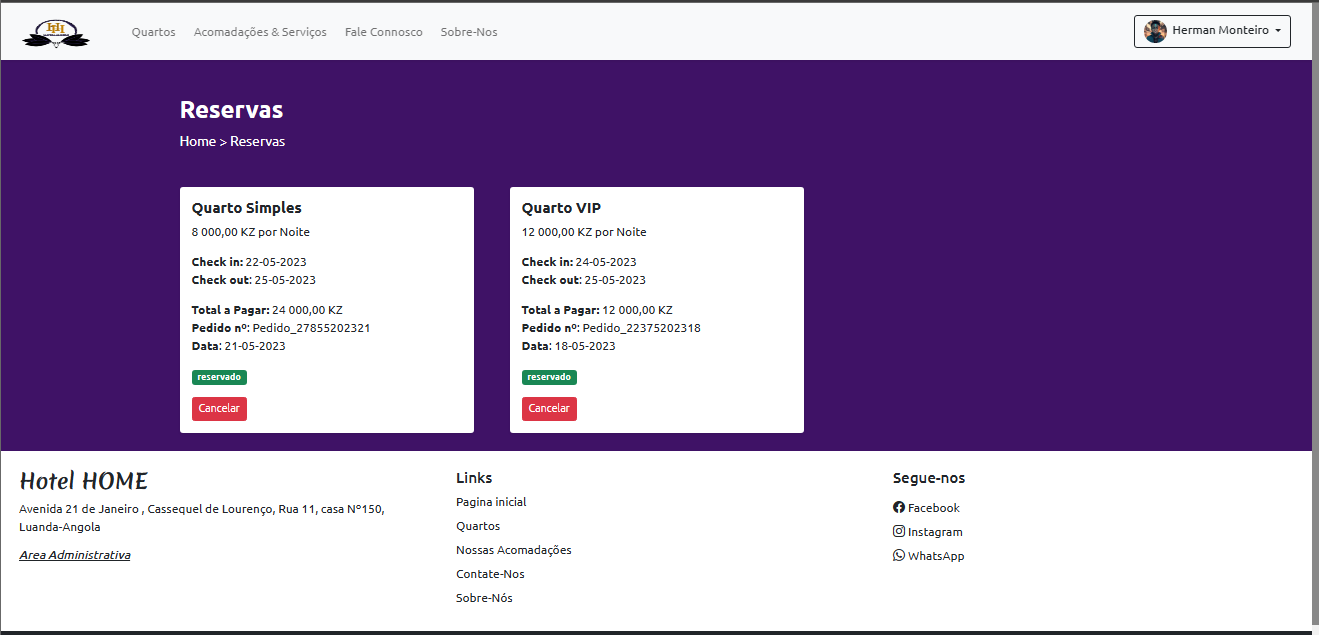 HH
Quartos
Acomadações & Serviços
Fale Connosco
Sobre-Nos
Herman Monteiro
Reservas
Home > Reservas
Quarto Simples
8 000,00 KZ por Noite
Check in: 22-05-2023
Check out: 25-05-2023
Total a Pagar: 24 000,00 KZ
Pedido nº: Pedido_27855202321
Data: 21-05-2023
reservado
Cancelar
Quarto VIP
12 000,00 KZ por Noite
Check in: 24-05-2023
Check out: 25-05-2023
Total a Pagar: 12 000,00 KZ
Pedido nº: Pedido_22375202318
Data: 18-05-2023
reservado
Cancelar
Hotel HOME
Avenida 21 de Janeiro , Cassequel de Lourenço, Rua 11, casa Nº150,
Luanda-Angola
Area Administrativa
Links
Pagina inicial
Quartos
Nossas Acomadações
Contate-Nos
Sobre-Nós
Segue-nos
Facebook
Instagram
WhatsApp